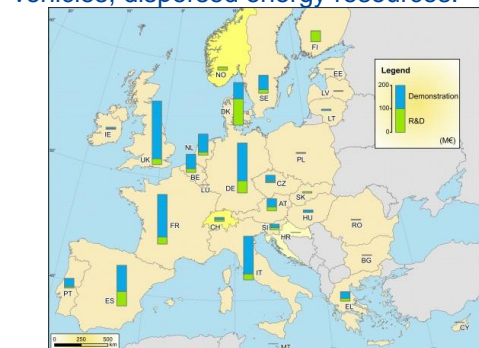 vehicles, dispersed energy resources.
FI
NO
SE
EE
LV
LT
DK
IE
UK
NL
BE
LU
DE
PL
CZ
SK
AT
HU
FR
CH
SI
HR
RO
BG
IT
PT
ES
EL
CY
MT
Legend
200
100
0
Demonstration
R&D
(M€)
0 250 500
km